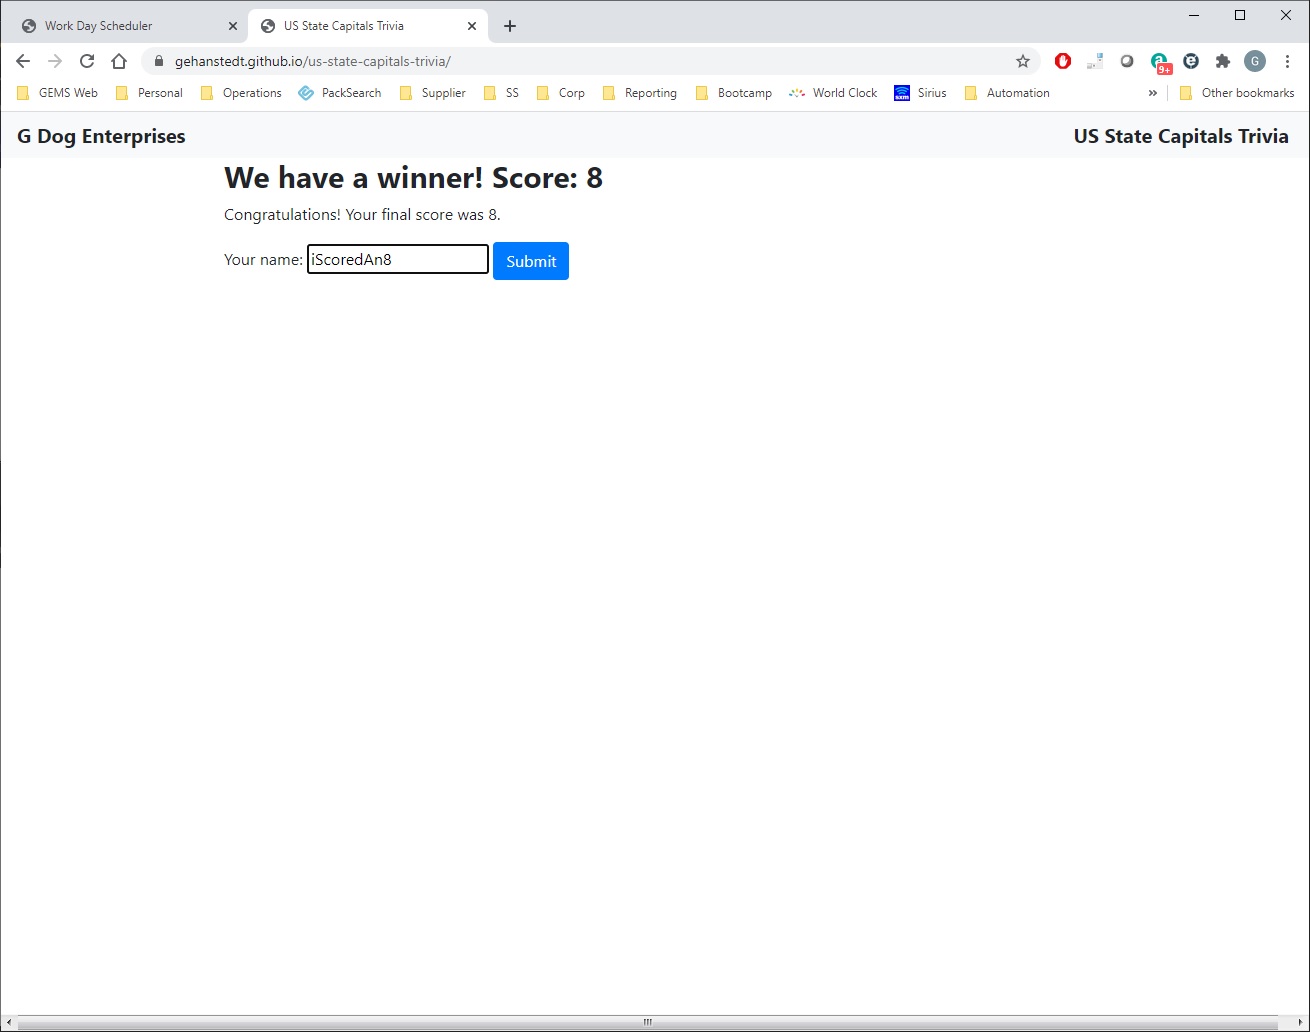 Work Day Scheduler
US State Capitals Trivia
gehanstedt.github.io/us-state-capitals-trivia/
9+
G
GEMS Web
Personal
Operations
PackSearch
Supplier
SS
Corp
Reporting
Bootcamp
World Clock
sxm
Sirius
Automation
»
Other bookmarks
G Dog Enterprises
US State Capitals Trivia
We have a winner! Score: 8
Congratulations! Your final score was 8.
Your name: iScoredAn8 Submit